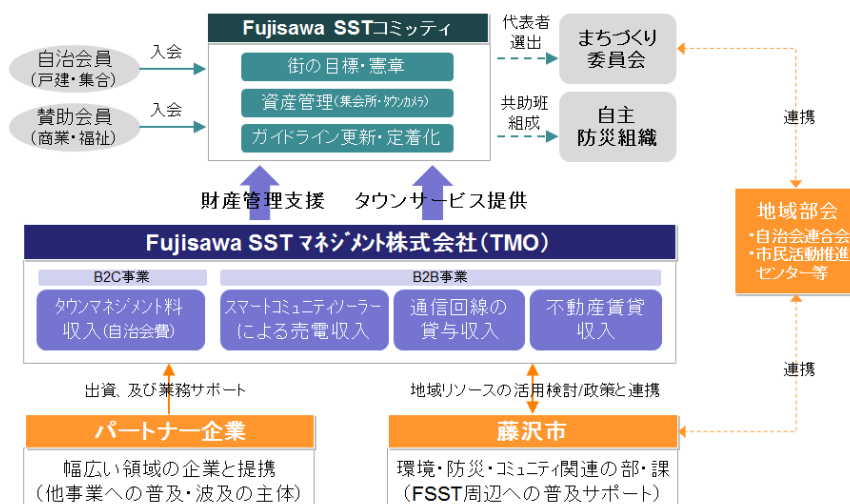 Fujisawa SSTコミッティ
街の目標・憲章
資産管理(集会所・タウンカメラ)
ガイドライン更新・定着化
自治会員
(戸建・集合)
入会
賛助会員
(商業・福祉)
入会
代表者
選出
まちづくり
委員会
共助班
組成
自主
防災組織
連携
財産管理支援
タウンサービス提供
地域部会
・自治会連合会
・市民活動推進
センター等
Fujisawa SST マネジメント株式会社(TMO)
B2C事業
B2B事業
タウンマネジメント料
収入(自治会費)
スマートコミュニティソーラー
による売電収入
通信回線の
貸与収入
不動産賃貸
収入
出資、及び業務サポート
地域リソースの活用検討/政策と連携
連携
パートナー企業
幅広い領域の企業と提携
(他事業への普及・波及の主体)
藤沢市
環境・防災・コミュニティ関連の部・課
(FSST周辺への普及サポート)